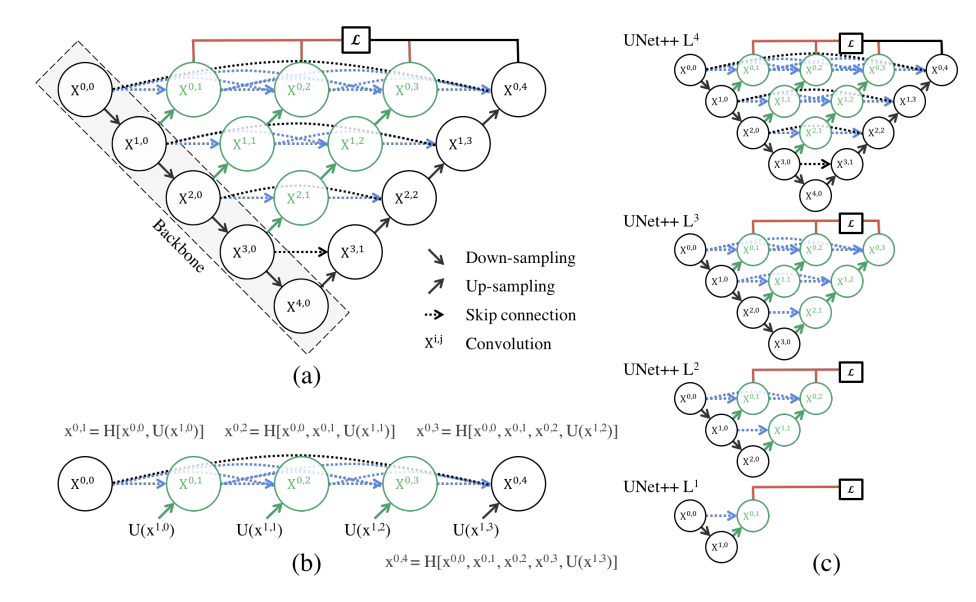 𝓛
X^0,0 X^0,1 X^0,2 X^0,3 X^0,4
X^1,0 X^1,1 X^1,2 X^1,3
X^2,0 X^2,1 X^2,2
X^3,0 X^3,1
X^4,0
Backbone
Down-sampling
Up-sampling
Skip connection
X^i,j Convolution
(a)
x^0,1 = H[x^0,0, U(x^1,0)] x^0,2 = H[x^0,0, x^0,1, U(x^1,1)] x^0,3 = H[x^0,0, x^0,1, x^0,2, U(x^1,2)]
X^0,0 X^0,1 X^0,2 X^0,3 X^0,4
U(x^1,0) U(x^1,1) U(x^1,2) U(x^1,3)
(b)
x^0,4 = H[x^0,0, x^0,1, x^0,2, x^0,3, U(x^1,3)]
UNet++ L^4
𝓛
X^0,0 X^0,1 X^0,2 X^0,3 X^0,4
X^1,0 X^1,1 X^1,2 X^1,3
X^2,0 X^2,1 X^2,2
X^3,0 X^3,1
X^4,0
UNet++ L^3
𝓛
X^0,0 X^0,1 X^0,2 X^0,3
X^1,0 X^1,1 X^1,2
X^2,0 X^2,1
X^3,0
UNet++ L^2
𝓛
X^0,0 X^0,1 X^0,2
X^1,0 X^1,1
X^2,0
UNet++ L^1
𝓛
X^0,0 X^0,1
X^1,0
(c)